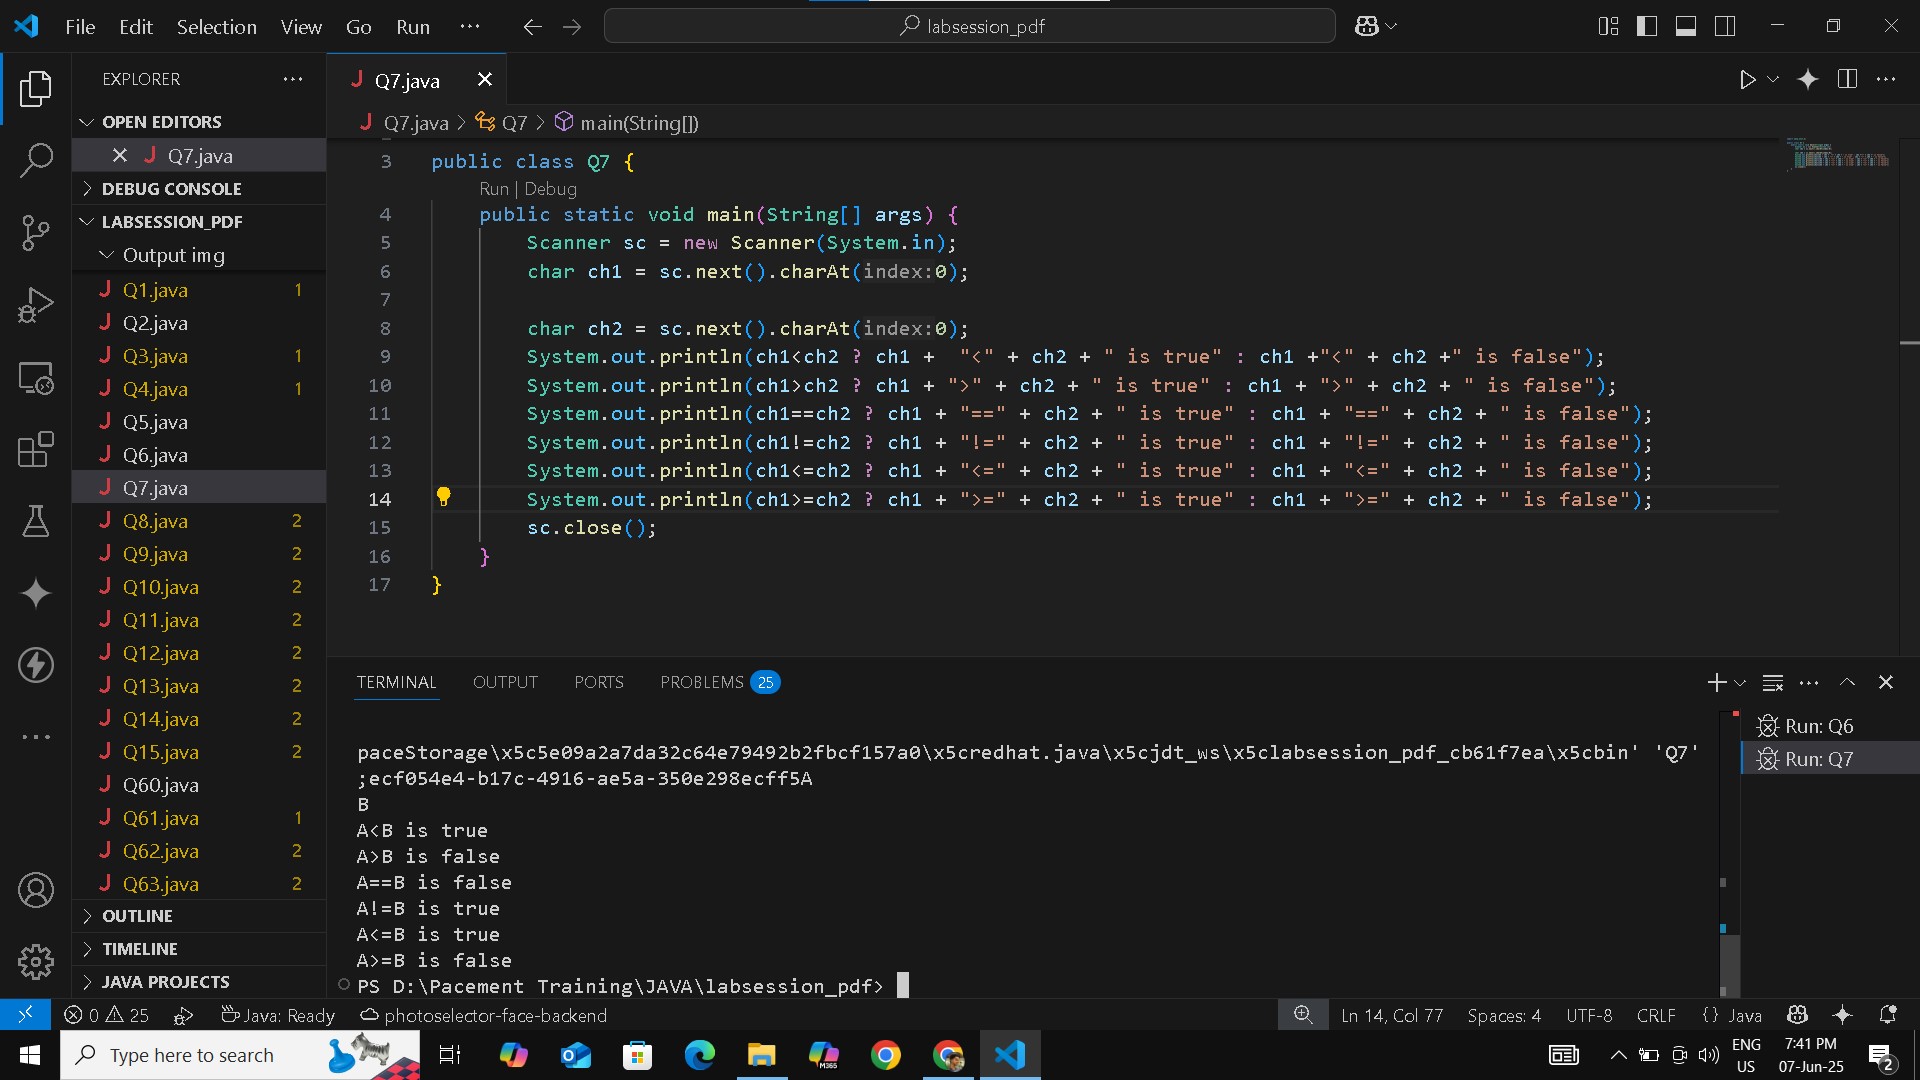 File Edit Selection View Go Run ··· labsession_pdf
EXPLORER ···
OPEN EDITORS
Q7.java
DEBUG CONSOLE
LABSESSION_PDF
Output img
Q1.java 1
Q2.java
Q3.java 1
Q4.java 1
Q5.java
Q6.java
Q7.java
Q8.java 2
Q9.java 2
Q10.java 2
Q11.java 2
Q12.java 2
Q13.java 2
Q14.java 2
Q15.java 2
Q60.java
Q61.java 1
Q62.java 2
Q63.java 2
OUTLINE
TIMELINE
JAVA PROJECTS
Q7.java
Q7.java > Q7 > main(String[])
3 public class Q7 {
Run | Debug
4 public static void main(String[] args) {
5 Scanner sc = new Scanner(System.in);
6 char ch1 = sc.next().charAt(index:0);
7
8 char ch2 = sc.next().charAt(index:0);
9 System.out.println(ch1<ch2 ? ch1 +  "<" + ch2 + " is true" : ch1 +"<" + ch2 +" is false");
10 System.out.println(ch1>ch2 ? ch1 + ">" + ch2 + " is true" : ch1 + ">" + ch2 + " is false");
11 System.out.println(ch1==ch2 ? ch1 + "==" + ch2 + " is true" : ch1 + "==" + ch2 + " is false");
12 System.out.println(ch1!=ch2 ? ch1 + "!=" + ch2 + " is true" : ch1 + "!=" + ch2 + " is false");
13 System.out.println(ch1<=ch2 ? ch1 + "<=" + ch2 + " is true" : ch1 + "<=" + ch2 + " is false");
14 System.out.println(ch1>=ch2 ? ch1 + ">=" + ch2 + " is true" : ch1 + ">=" + ch2 + " is false");
15 sc.close();
16 }
17 }
TERMINAL OUTPUT PORTS PROBLEMS 25
paceStorage\x5c5e09a2a7da32c64e79492b2fbcf157a0\x5credhat.java\x5cjdt_ws\x5clabsession_pdf_cb61f7ea\x5cbin' 'Q7'
;ecf054e4-b17c-4916-ae5a-350e298ecff5A
B
A<B is true
A>B is false
A==B is false
A!=B is true
A<=B is true
A>=B is false
PS D:\Pacement Training\JAVA\labsession_pdf>
Run: Q6
Run: Q7
0 25 Java: Ready photoselector-face-backend Ln 14, Col 77 Spaces: 4 UTF-8 CRLF {} Java
Type here to search
M365
ENG
US
7:41 PM
07-Jun-25
2